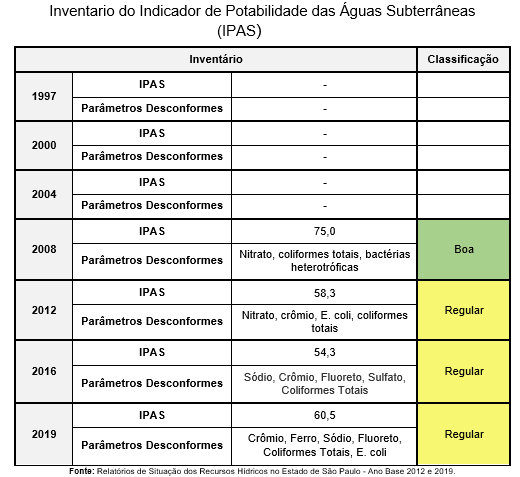 Inventario do Indicador de Potabilidade das Águas Subterrâneas
(IPAS)
Inventário Classificação
1997 IPAS -
Parâmetros Desconformes -
2000 IPAS -
Parâmetros Desconformes -
2004 IPAS -
Parâmetros Desconformes -
2008 IPAS 75,0 Boa
Parâmetros Desconformes Nitrato, coliformes totais, bactérias
heterotróficas
2012 IPAS 58,3 Regular
Parâmetros Desconformes Nitrato, crômio, E. coli, coliformes
totais
2016 IPAS 54,3 Regular
Parâmetros Desconformes Sódio, Crômio, Fluoreto, Sulfato,
Coliformes Totais
2019 IPAS 60,5 Regular
Parâmetros Desconformes Crômio, Ferro, Sódio, Fluoreto,
Coliformes Totais, E. coli
Fonte: Relatórios de Situação dos Recursos Hídricos no Estado de São Paulo - Ano Base 2012 e 2019.